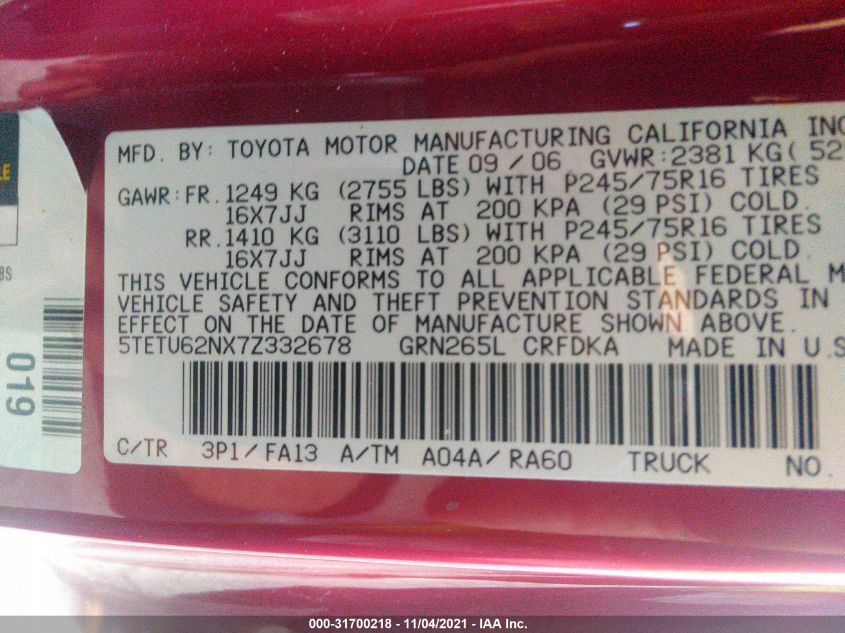 MFD. BY: TOYOTA MOTOR MANUFACTURING CALIFORNIA INC
DATE 09 / 06 GVWR: 2381 KG( 52
GAWR: FR. 1249 KG (2755 LBS) WITH P245/75R16 TIRES
16X7JJ RIMS AT 200 KPA (29 PSI) COLD.
RR. 1410 KG (3110 LBS) WITH P245/75R16 TIRES
16X7JJ RIMS AT 200 KPA (29 PSI) COLD.
THIS VEHICLE CONFORMS TO ALL APPLICABLE FEDERAL M
VEHICLE SAFETY AND THEFT PREVENTION STANDARDS IN
EFFECT ON THE DATE OF MANUFACTURE SHOWN ABOVE.
5TETU62NX7Z332678 GRN265L CRFDKA MADE IN U.S
C/TR 3P1/ FA13 A/TM A04A/ RA60 TRUCK NO.
019
000-31700218 - 11/04/2021 - IAA Inc.